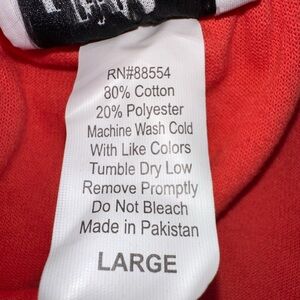 RN#88554
80% Cotton
20% Polyester
Machine Wash Cold
With Like Colors
Tumble Dry Low
Remove Promptly
Do Not Bleach
Made in Pakistan
LARGE